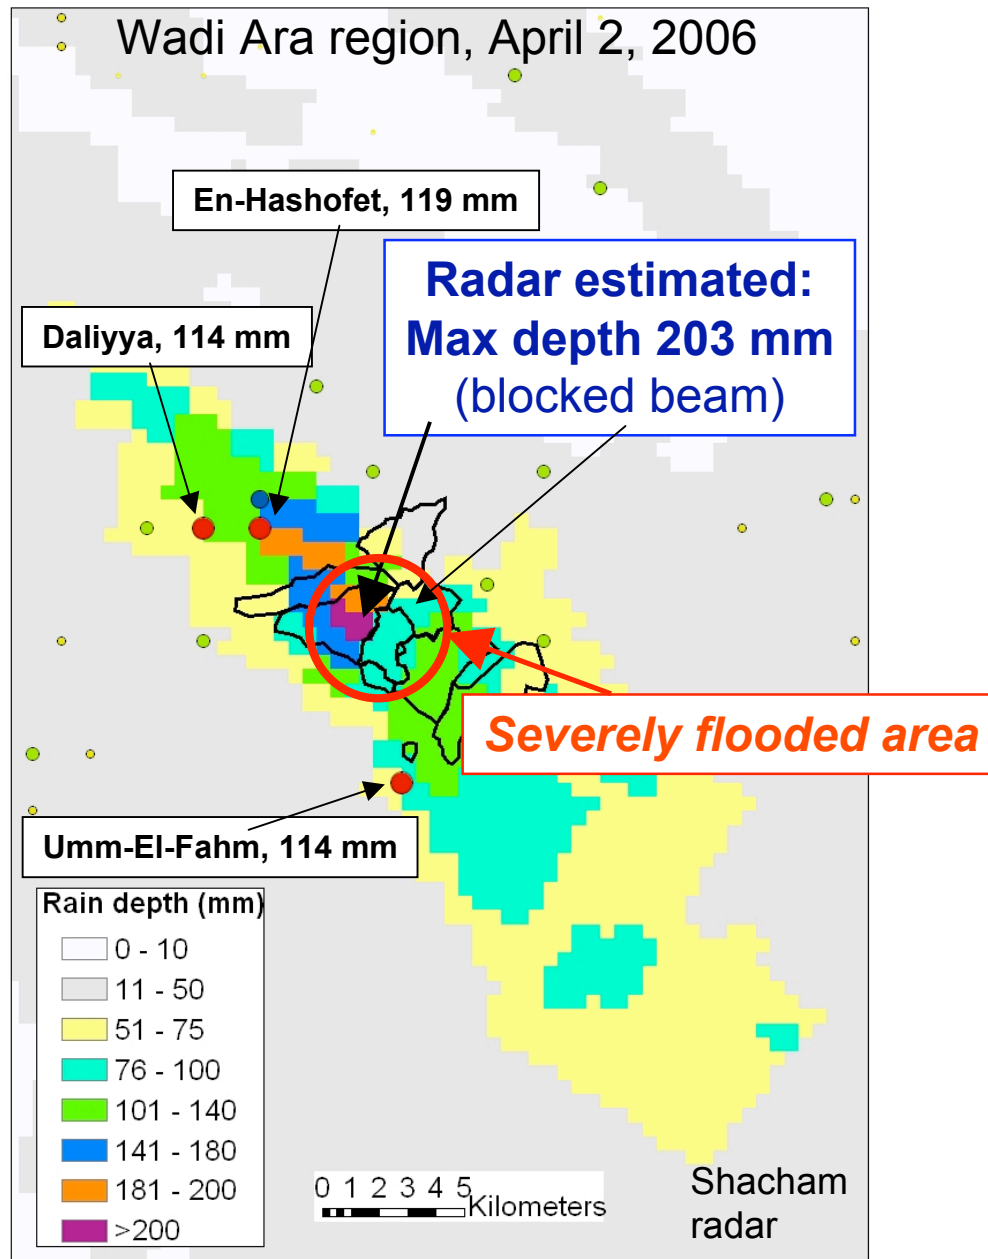 Wadi Ara region, April 2, 2006
En-Hashofet, 119 mm
Radar estimated:
Max depth 203 mm
(blocked beam)
Daliyya, 114 mm
Severely flooded area
Umm-El-Fahm, 114 mm
Rain depth (mm)
0 - 10
11 - 50
51 - 75
76 - 100
101 - 140
141 - 180
181 - 200
>200
0 1 2 3 4 5
Kilometers
Shacham
radar